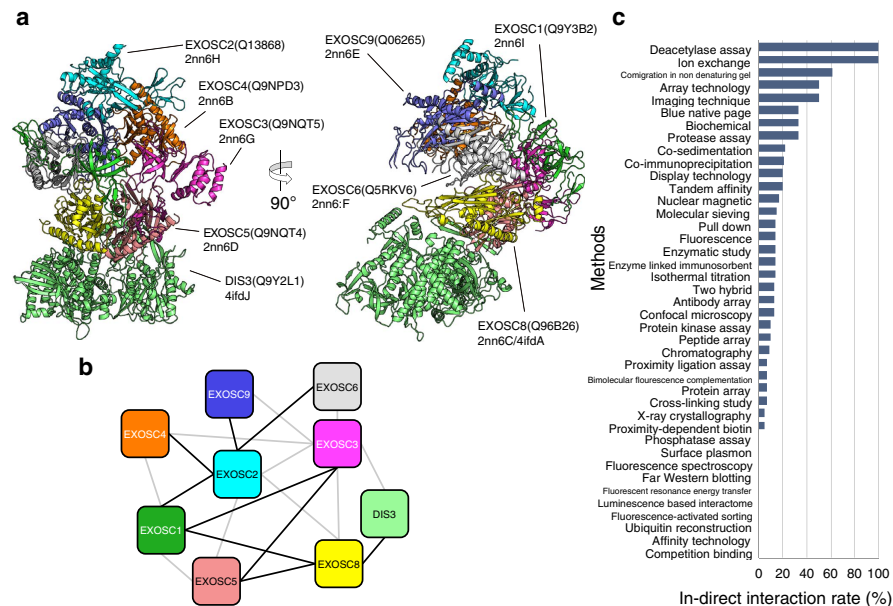 a
EXOSC2(Q13868)
2nn6H
EXOSC4(Q9NPD3)
2nn6B
EXOSC3(Q9NQT5)
2nn6G
90°
EXOSC5(Q9NQT4)
2nn6D
DIS3(Q9Y2L1)
4ifdJ
EXOSC9(Q06265)
2nn6E
EXOSC1(Q9Y3B2)
2nn6I
EXOSC6(Q5RKV6)
2nn6:F
EXOSC8(Q96B26)
2nn6C/4ifdA
b
EXOSC9
EXOSC6
EXOSC4
EXOSC3
EXOSC2
DIS3
EXOSC1
EXOSC5
EXOSC8
c
Methods
Deacetylase assay
Ion exchange
Comigration in non denaturing gel
Array technology
Imaging technique
Blue native page
Biochemical
Protease assay
Co-sedimentation
Co-immunoprecipitation
Display technology
Tandem affinity
Nuclear magnetic
Molecular sieving
Pull down
Fluorescence
Enzymatic study
Enzyme linked immunosorbent
Isothermal titration
Two hybrid
Antibody array
Confocal microscopy
Protein kinase assay
Peptide array
Chromatography
Proximity ligation assay
Bimolecular flourescence complementation
Protein array
Cross-linking study
X-ray crystallography
Proximity-dependent biotin
Phosphatase assay
Surface plasmon
Fluorescence spectroscopy
Far Western blotting
Fluorescent resonance energy transfer
Luminescence based interactome
Fluorescence-activated sorting
Ubiquitin reconstruction
Affinity technology
Competition binding
0 20 40 60 80 100
In-direct interaction rate (%)